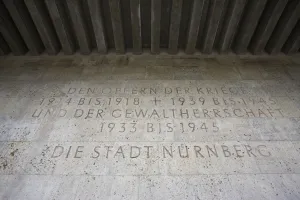 DEN OPFERN DER KRIEGE
1914 BIS 1918 + 1939 BIS 1945
UND DER GEWALTHERRSCHAFT
1933 BIS 1945
DIE STADT NÜRNBERG